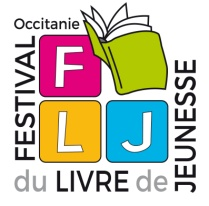 Occitanie
FESTIVAL
F
L J
du LIVRE de
JEUNESSE